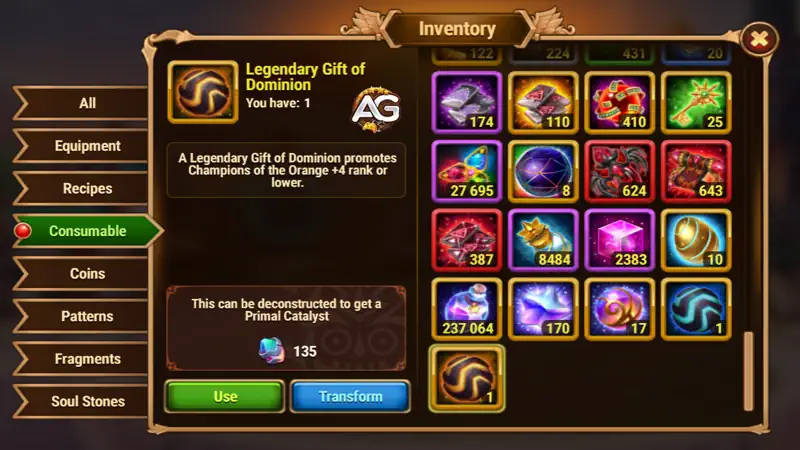 Inventory
All
Equipment
Recipes
Consumable
Coins
Patterns
Fragments
Soul Stones
Legendary Gift of
Dominion
You have: 1
AG
A Legendary Gift of Dominion promotes
Champions of the Orange +4 rank or
lower.
This can be deconstructed to get a
Primal Catalyst
135
Use
Transform
122 224 431 20
174 110 410 25
27 695 8 624 643
387 8484 2383 10
237 064 170 17 1
1